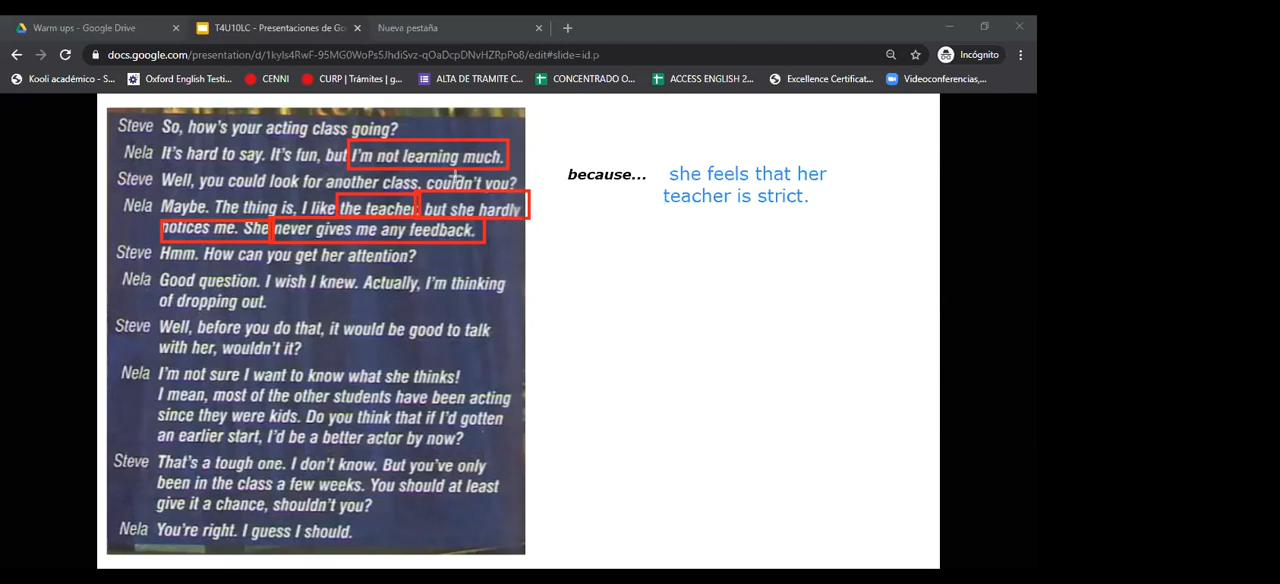 Warm ups - Google Drive
T4U10LC - Presentaciones de Go
Nueva pestaña
docs.google.com/presentation/d/1kyls4RwF-95MG0WoPs5JhdiSvz-qOaDcpDNvHZRpPo8/edit#slide=id.p
Incógnito
Kooli académico - S...
Oxford English Testi...
CENNI
CURP | Trámites | g...
ALTA DE TRAMITE C...
CONCENTRADO O...
ACCESS ENGLISH 2...
Excellence Certificat...
Videoconferencias,...
Steve So, how's your acting class going?
Nela It's hard to say. It's fun, but I'm not learning much.
Steve Well, you could look for another class, couldn't you?
Nela Maybe. The thing is, I like the teacher, but she hardly
notices me. She never gives me any feedback.
Steve Hmm. How can you get her attention?
Nela Good question. I wish I knew. Actually, I'm thinking
of dropping out.
Steve Well, before you do that, it would be good to talk
with her, wouldn't it?
Nela I'm not sure I want to know what she thinks!
I mean, most of the other students have been acting
since they were kids. Do you think that if I'd gotten
an earlier start, I'd be a better actor by now?
Steve That's a tough one. I don't know. But you've only
been in the class a few weeks. You should at least
give it a chance, shouldn't you?
Nela You're right. I guess I should.
because... she feels that her
teacher is strict.